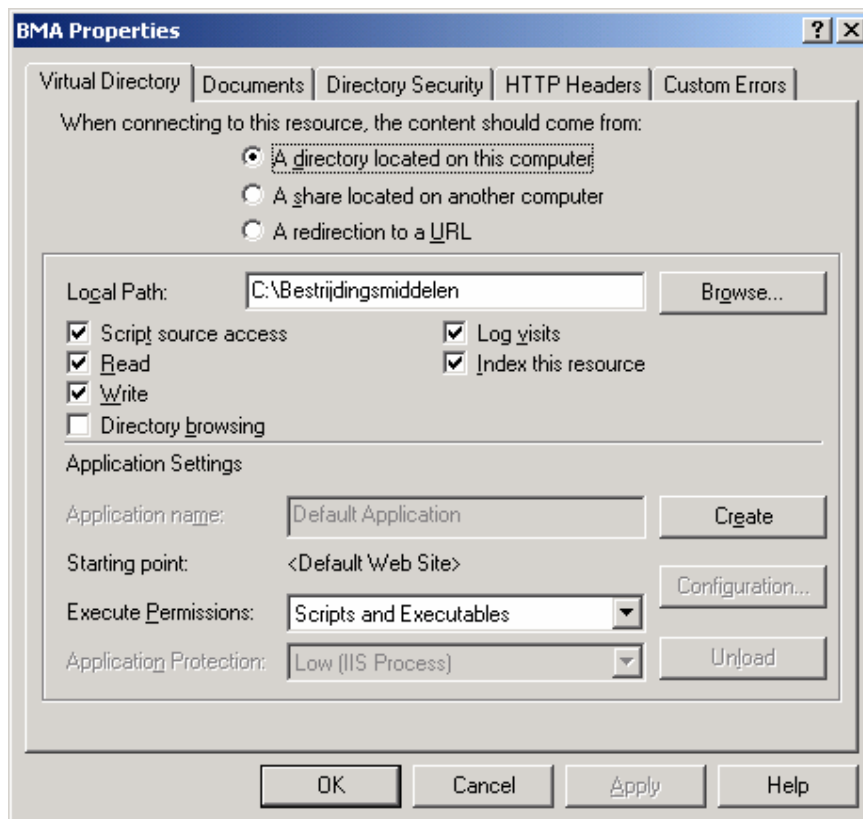 BMA Properties
Virtual Directory Documents Directory Security HTTP Headers Custom Errors
When connecting to this resource, the content should come from:
A directory located on this computer
A share located on another computer
A redirection to a URL
Local Path: C:\Bestrijdingsmiddelen Browse...
Script source access Log visits
Read Index this resource
Write
Directory browsing
Application Settings
Application name: Default Application Create
Starting point: <Default Web Site>
Configuration...
Execute Permissions: Scripts and Executables
Application Protection: Low (IIS Process) Unload
OK Cancel Apply Help